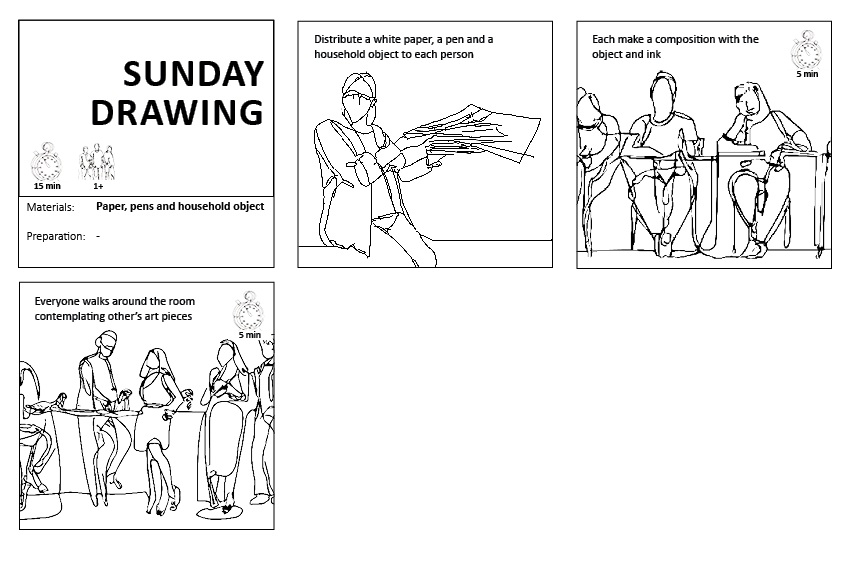 SUNDAY
DRAWING
15 min
1+
Materials: Paper, pens and household object
Preparation: -
Distribute a white paper, a pen and a
household object to each person
Each make a composition with the
object and ink
5 min
Everyone walks around the room
contemplating other's art pieces
5 min